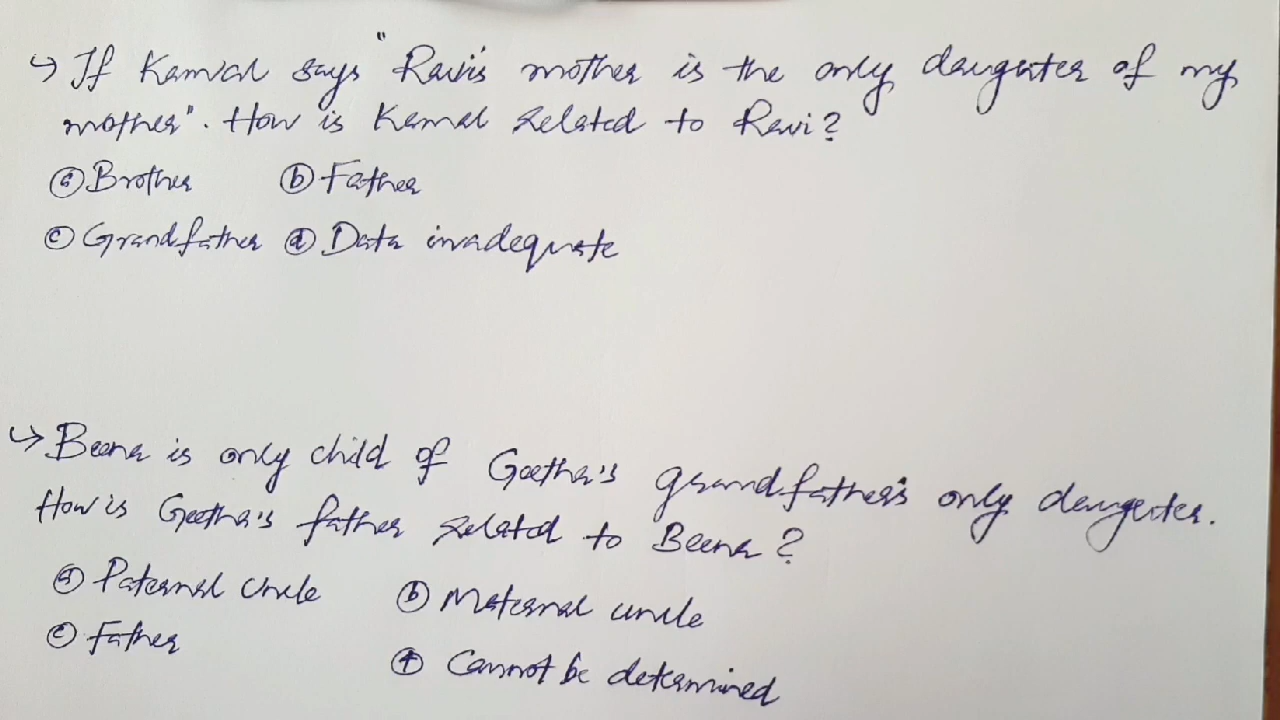 ↳ If Kamal says "Ravi's mother is the only daughter of my
mother". How is Kamal related to Ravi?
ⓐ Brother ⓑ Father
ⓒ Grandfather ⓓ Data inadequate
↳ Beena is only child of Geetha's grandfather's only daughter.
How is Geetha's father related to Beena?
ⓐ Paternal uncle ⓑ Maternal uncle
ⓒ Father
ⓓ Cannot be determined